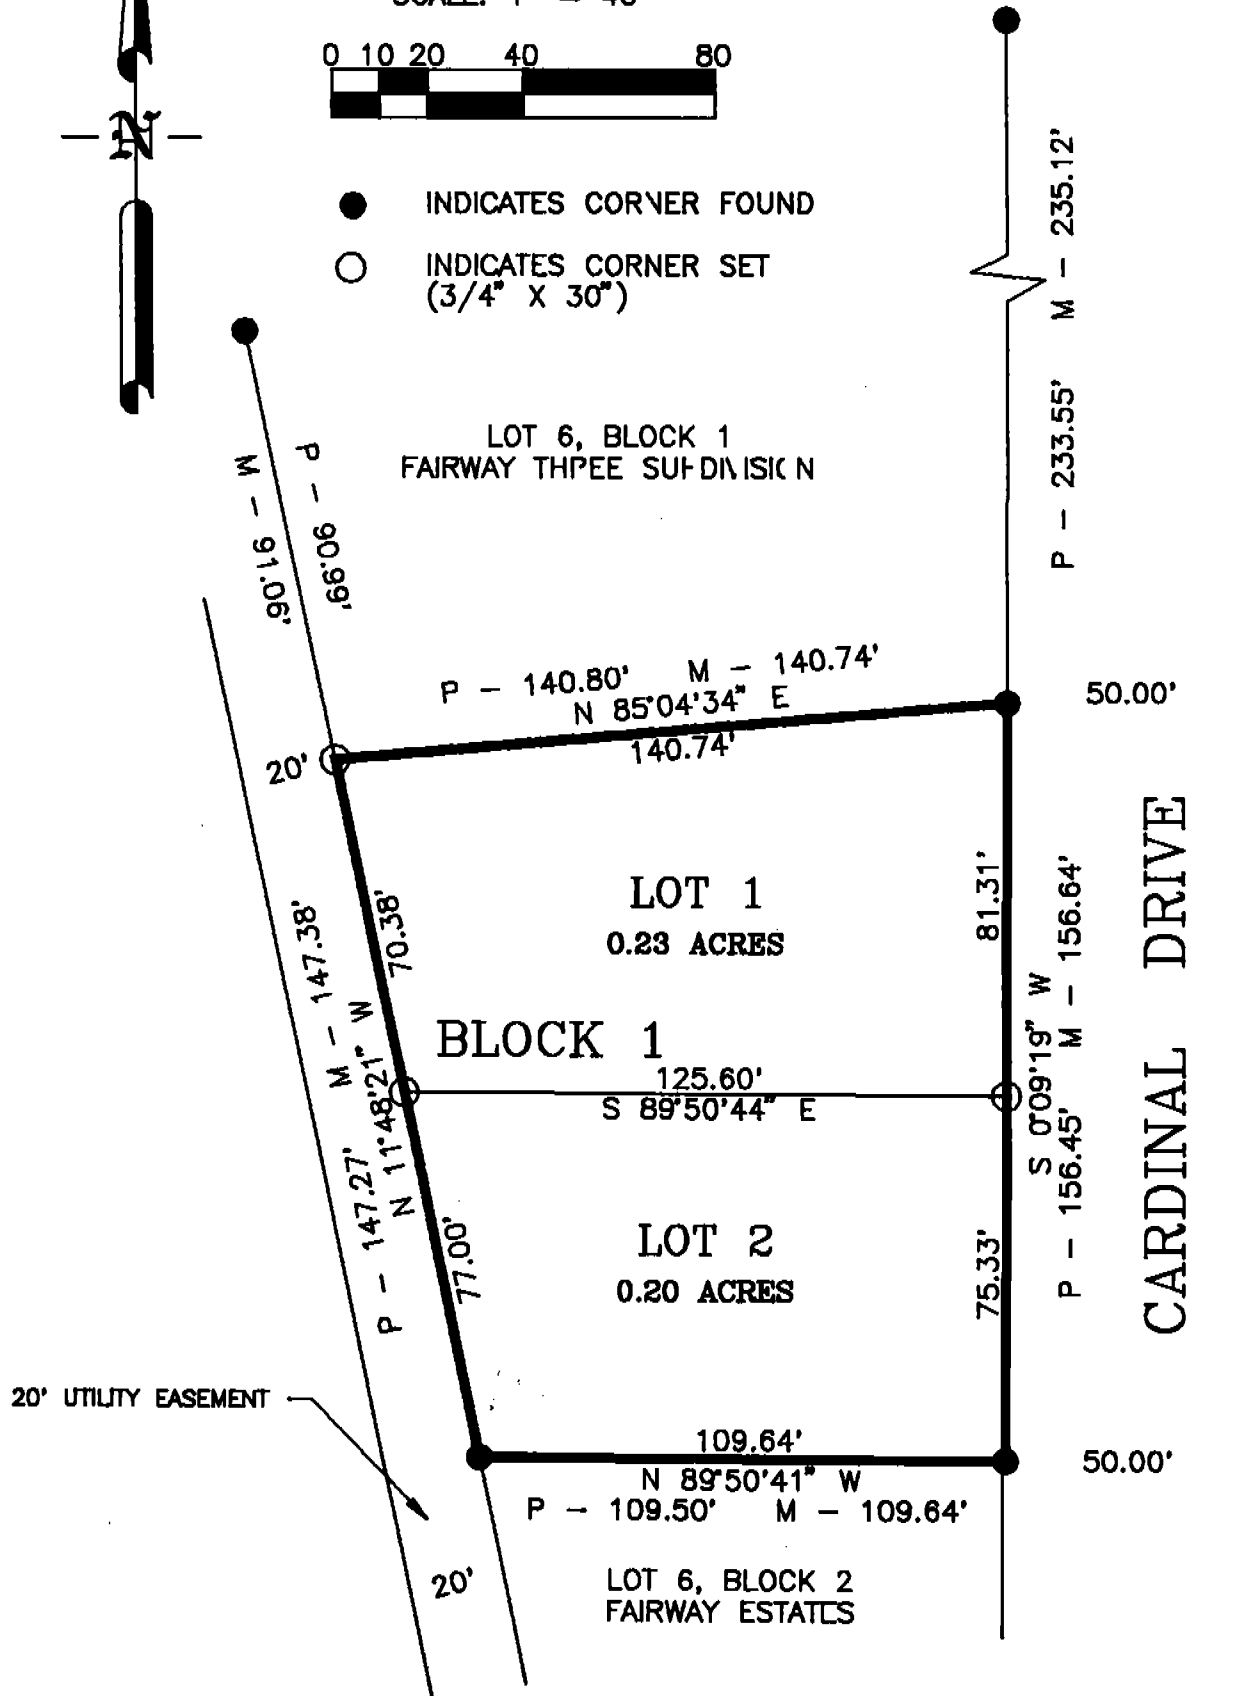 0 10 20 40 80
N
INDICATES CORNER FOUND
INDICATES CORNER SET
(3/4" X 30")
P - 233.55' M - 235.12'
P - 90.99'
M - 91.06'
LOT 6, BLOCK 1
FAIRWAY THREE SUBDIVISION
P - 140.80' M - 140.74'
N 85°04'34" E
140.74'
50.00'
20'
LOT 1
0.23 ACRES
70.38'
81.31'
P - 147.27' M - 147.38'
N 11°48'21" W
BLOCK 1
125.60'
S 89°50'44" E
S 0°09'19" W
P - 156.45' M - 156.64'
CARDINAL DRIVE
LOT 2
0.20 ACRES
77.00'
75.33'
20' UTILITY EASEMENT
109.64'
N 89°50'41" W
P - 109.50' M - 109.64'
50.00'
20'
LOT 6, BLOCK 2
FAIRWAY ESTATES